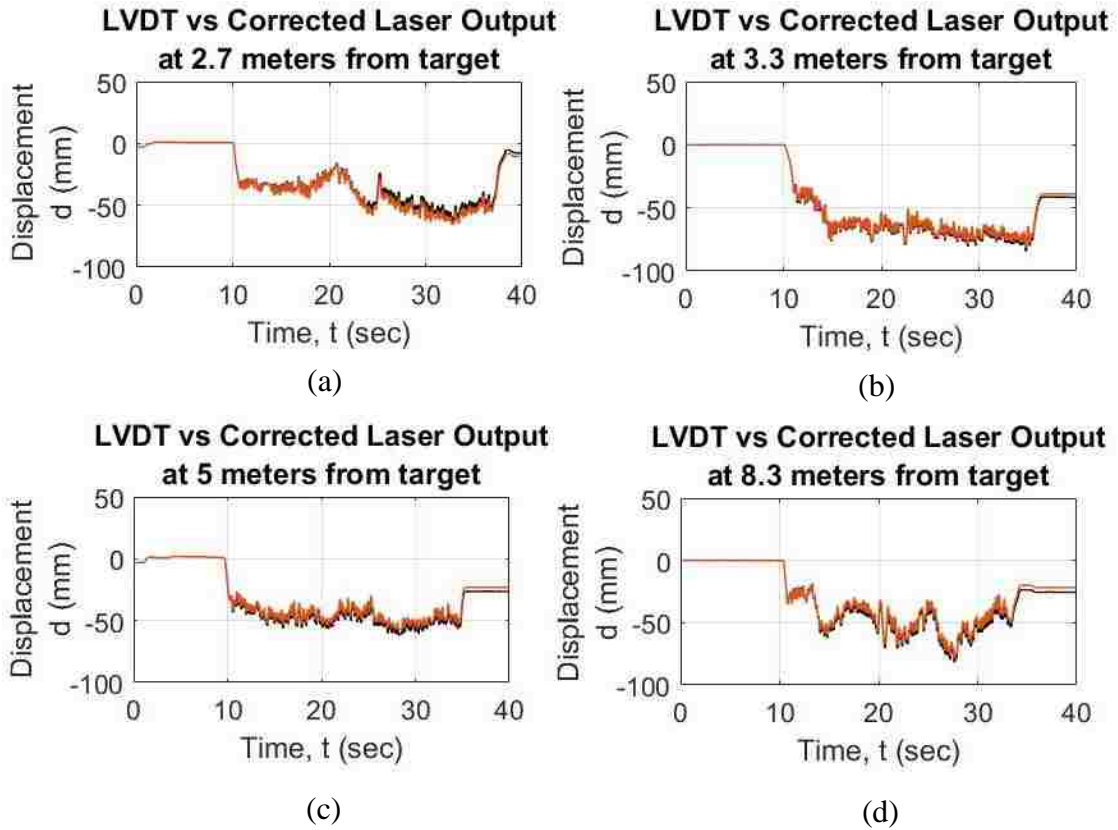 LVDT vs Corrected Laser Output
at 2.7 meters from target
50
0
-50
-100
Displacement
d (mm)
0 10 20 30 40
Time, t (sec)
(a)
LVDT vs Corrected Laser Output
at 3.3 meters from target
50
0
-50
-100
Displacement
d (mm)
0 10 20 30 40
Time, t (sec)
(b)
LVDT vs Corrected Laser Output
at 5 meters from target
50
0
-50
-100
Displacement
d (mm)
0 10 20 30 40
Time, t (sec)
(c)
LVDT vs Corrected Laser Output
at 8.3 meters from target
50
0
-50
-100
Displacement
d (mm)
0 10 20 30 40
Time, t (sec)
(d)